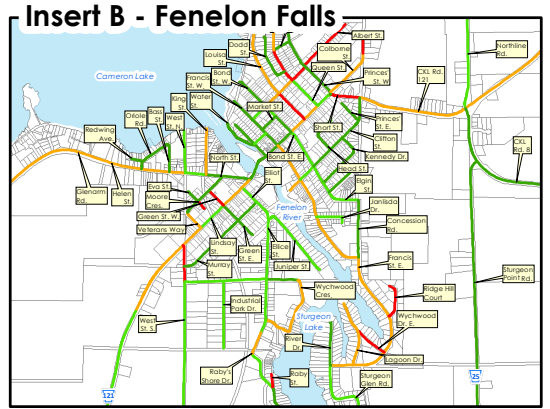 Insert B - Fenelon Falls
Albert St.
Dodd
St.
Colborne
St.
Northline
Rd.
Louisa
St.
Queen St.
Cameron Lake
Bond
St. W.
Francis
St. W.
Princes'
St. W.
CKL Rd.
121
King
St.
Water
St.
Market St.
Bass
St.
West
St. N.
Oriole
Rd.
Redwing
Ave.
Short St.
Princes'
St. E.
Clifton
St.
CKL
Rd. 8
Kennedy Dr.
North St.
Bond St. E.
Head St.
Elliot
St.
Elgin
St.
Eva St.
Moore
Cres.
Glenarm
Rd.
Helen
St.
Green St. W.
Veterans Way
Fenelon
River
Janlisda
Dr.
Concession
Rd.
Lindsay
St.
Green
St. E.
Ellice
St.
Francis
St. E.
Murray
St.
Juniper St.
Sturgeon
Point Rd.
Wychwood
Cres.
Ridge Hill
Court
Industrial
Park Dr.
West
St. S.
Sturgeon
Lake
Wychwood
Dr. E.
River
Dr.
Lagoon Dr.
Raby's
Shore Dr.
Raby
St.
Sturgeon
Glen Rd.
121
25